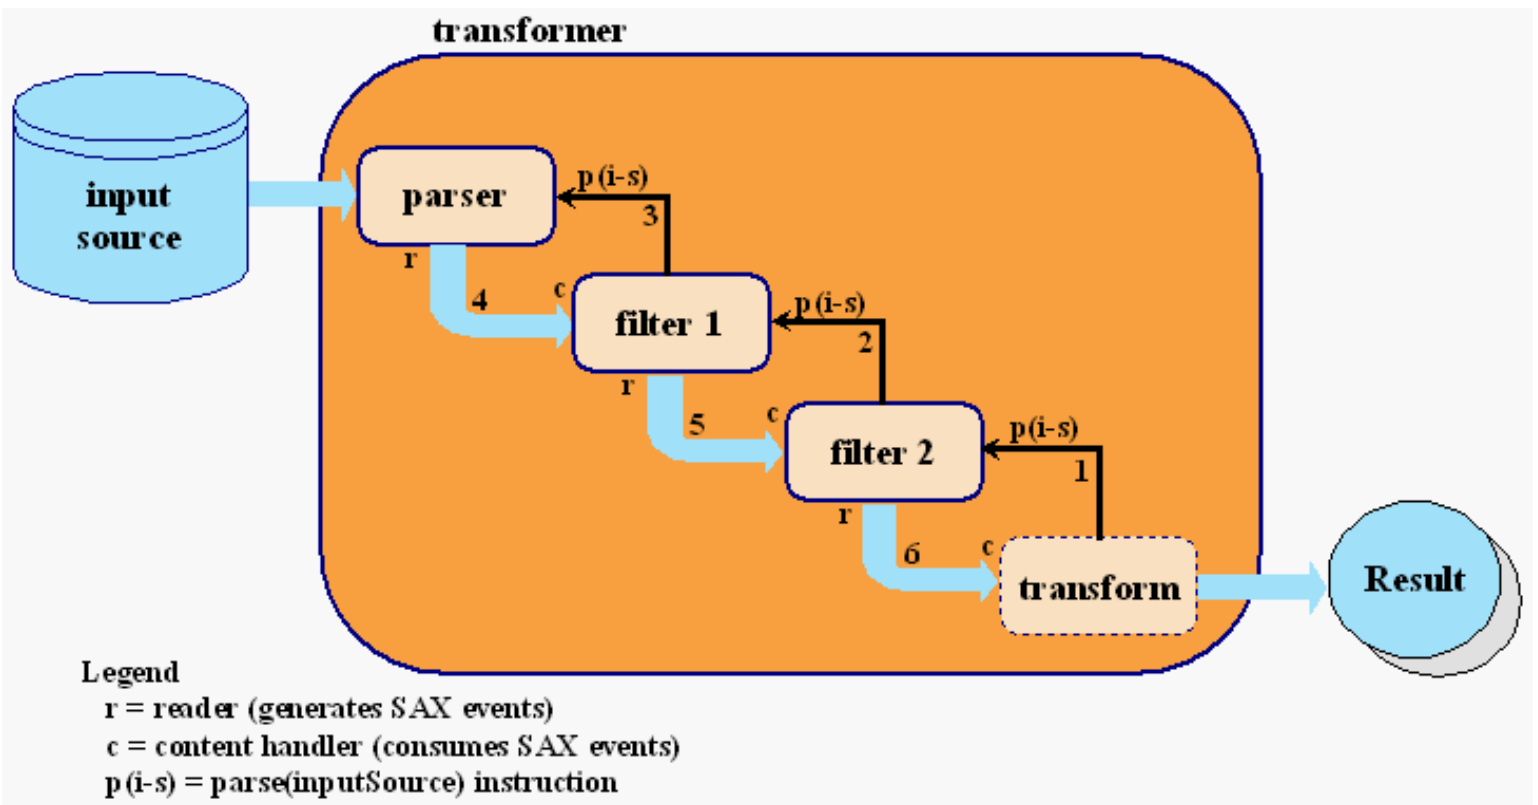 transformer
input
source
parser
p(i-s)
3
r
4
c
filter 1
p(i-s)
2
r
5
c
filter 2
p(i-s)
1
r
6
c
transform
Result
Legend
r = reader (generates SAX events)
c = content handler (consumes SAX events)
p(i-s) = parse(inputSource) instruction